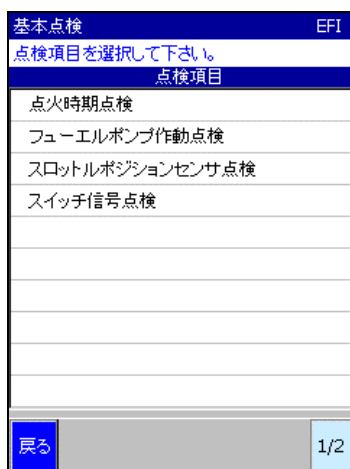 基本点検 EFI
点検項目を選択して下さい。
点検項目
点火時期点検
フューエルポンプ作動点検
スロットルポジションセンサ点検
スイッチ信号点検
戻る 1/2